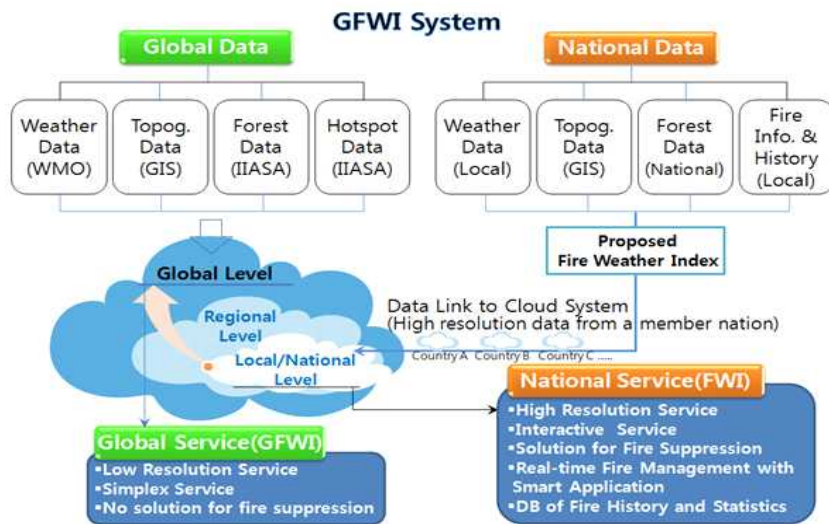 GFWI System
Global Data
National Data
Weather
Data
(WMO)
Topog.
Data
(GIS)
Forest
Data
(IIASA)
Hotspot
Data
(IIASA)
Weather
Data
(Local)
Topog.
Data
(GIS)
Forest
Data
(National)
Fire
Info. &
History
(Local)
Proposed
Fire Weather Index
Global Level
Regional
Level
Local/National
Level
Data Link to Cloud System
(High resolution data from a member nation)
Country A Country B Country C .....
Global Service(GFWI)
▪Low Resolution Service
▪Simplex Service
▪No solution for fire suppression
National Service(FWI)
▪High Resolution Service
▪Interactive Service
▪Solution for Fire Suppression
▪Real-time Fire Management with
Smart Application
▪DB of Fire History and Statistics